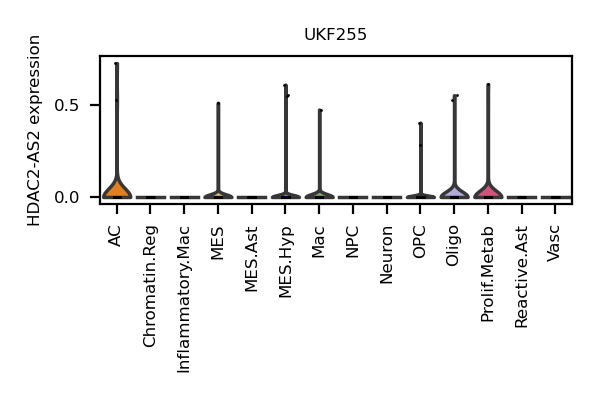 UKF255
HDAC2-AS2 expression
0.5
0.0
AC
Chromatin.Reg
Inflammatory.Mac
MES
MES.Ast
MES.Hyp
Mac
NPC
Neuron
OPC
Oligo
Prolif.Metab
Reactive.Ast
Vasc